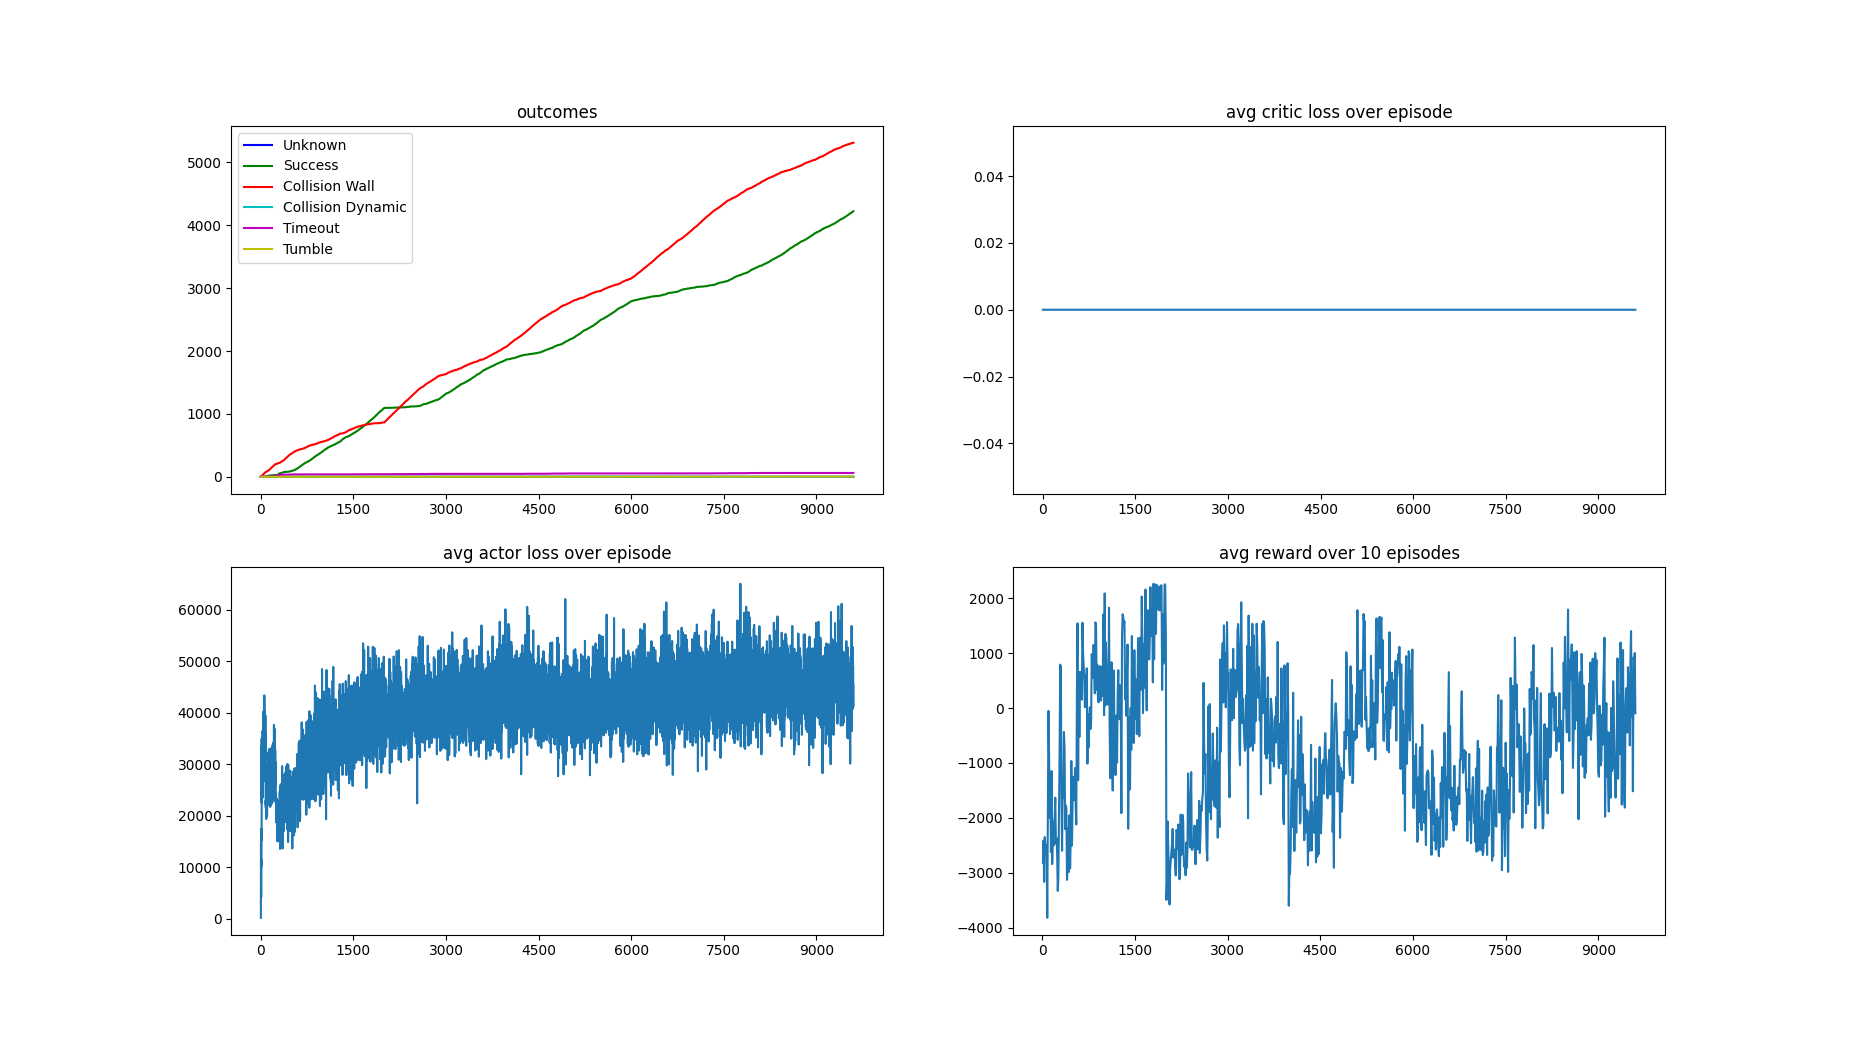 outcomes
Unknown
Success
Collision Wall
Collision Dynamic
Timeout
Tumble
5000
4000
3000
2000
1000
0
0 1500 3000 4500 6000 7500 9000
avg critic loss over episode
0.04
0.02
0.00
−0.02
−0.04
0 1500 3000 4500 6000 7500 9000
avg actor loss over episode
60000
50000
40000
30000
20000
10000
0
0 1500 3000 4500 6000 7500 9000
avg reward over 10 episodes
2000
1000
0
−1000
−2000
−3000
−4000
0 1500 3000 4500 6000 7500 9000